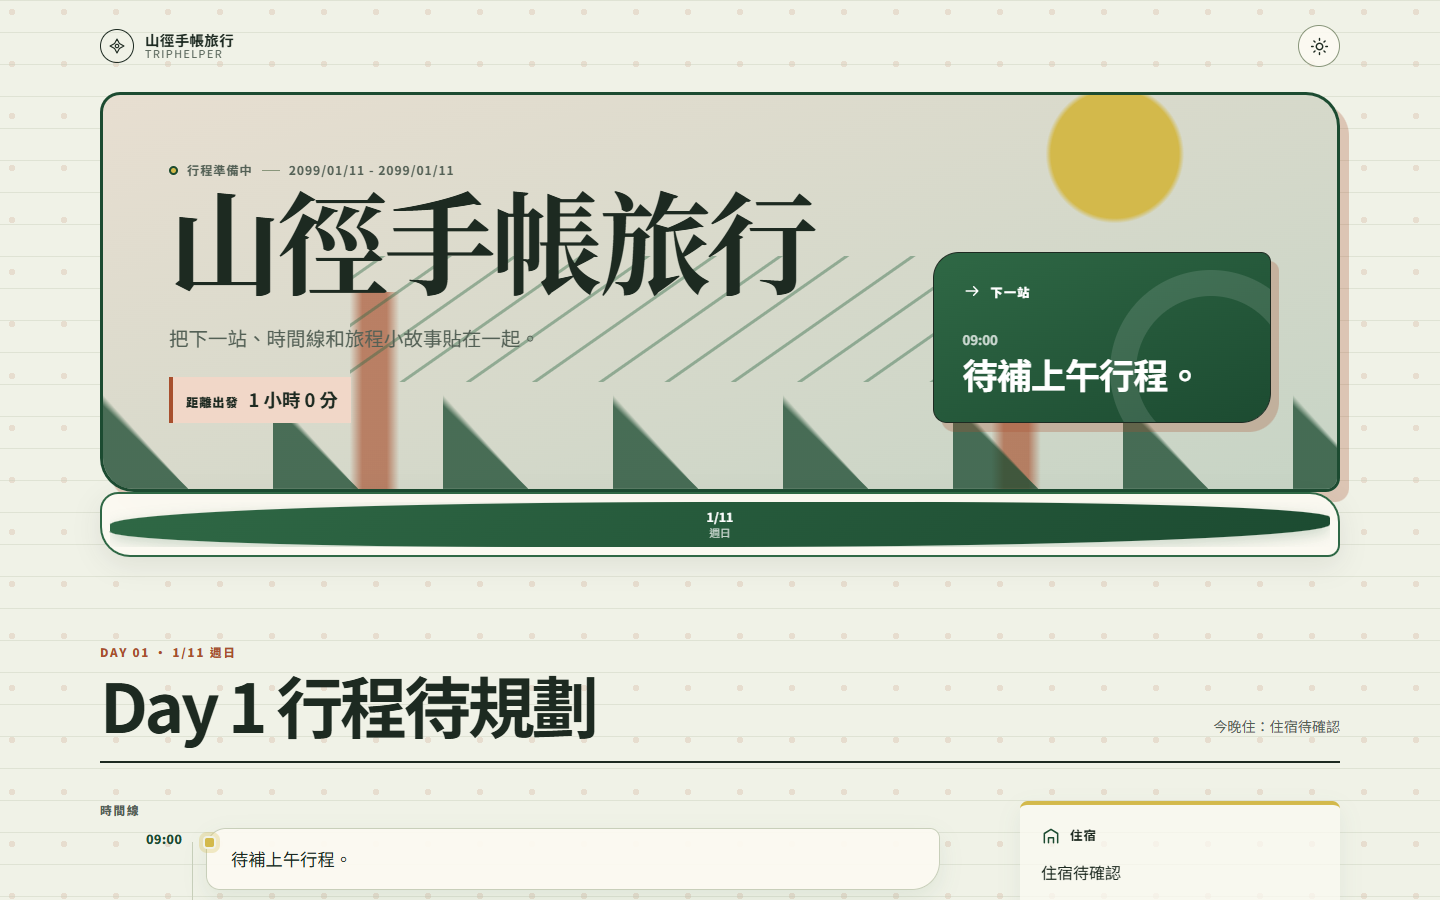 山徑手帳旅行
TRIPHELPER
行程準備中 — 2099/01/11 - 2099/01/11
山徑手帳旅行
把下一站、時間線和旅程小故事貼在一起。
距離出發 1 小時 0 分
→ 下一站
09:00
待補上午行程。
1/11
週日
DAY 01 · 1/11 週日
Day 1 行程待規劃
今晚住：住宿待確認
時間線
09:00
待補上午行程。
住宿
住宿待確認